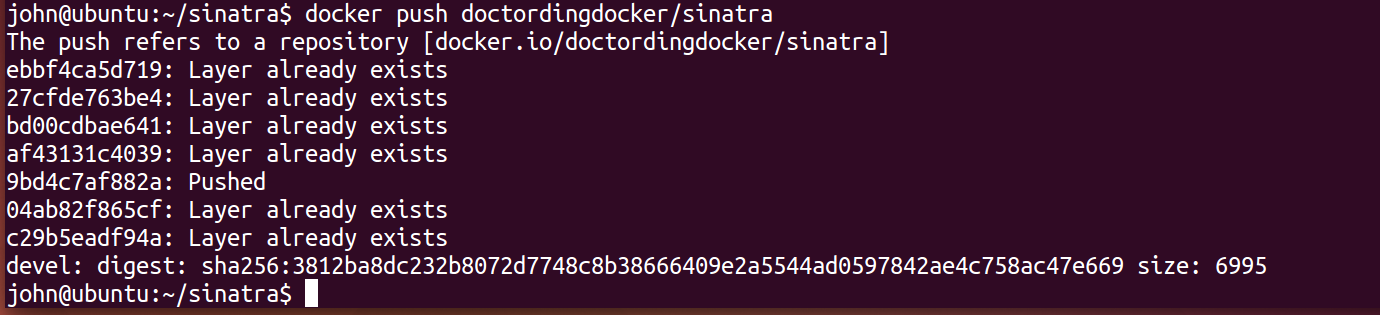 john@ubuntu:~/sinatra$ docker push doctordingdocker/sinatra
The push refers to a repository [docker.io/doctordingdocker/sinatra]
ebbf4ca5d719: Layer already exists
27cfde763be4: Layer already exists
bd00cdbae641: Layer already exists
af43131c4039: Layer already exists
9bd4c7af882a: Pushed
04ab82f865cf: Layer already exists
c29b5eadf94a: Layer already exists
devel: digest: sha256:3812ba8dc232b8072d7748c8b38666409e2a5544ad0597842ae4c758ac47e669 size: 6995
john@ubuntu:~/sinatra$